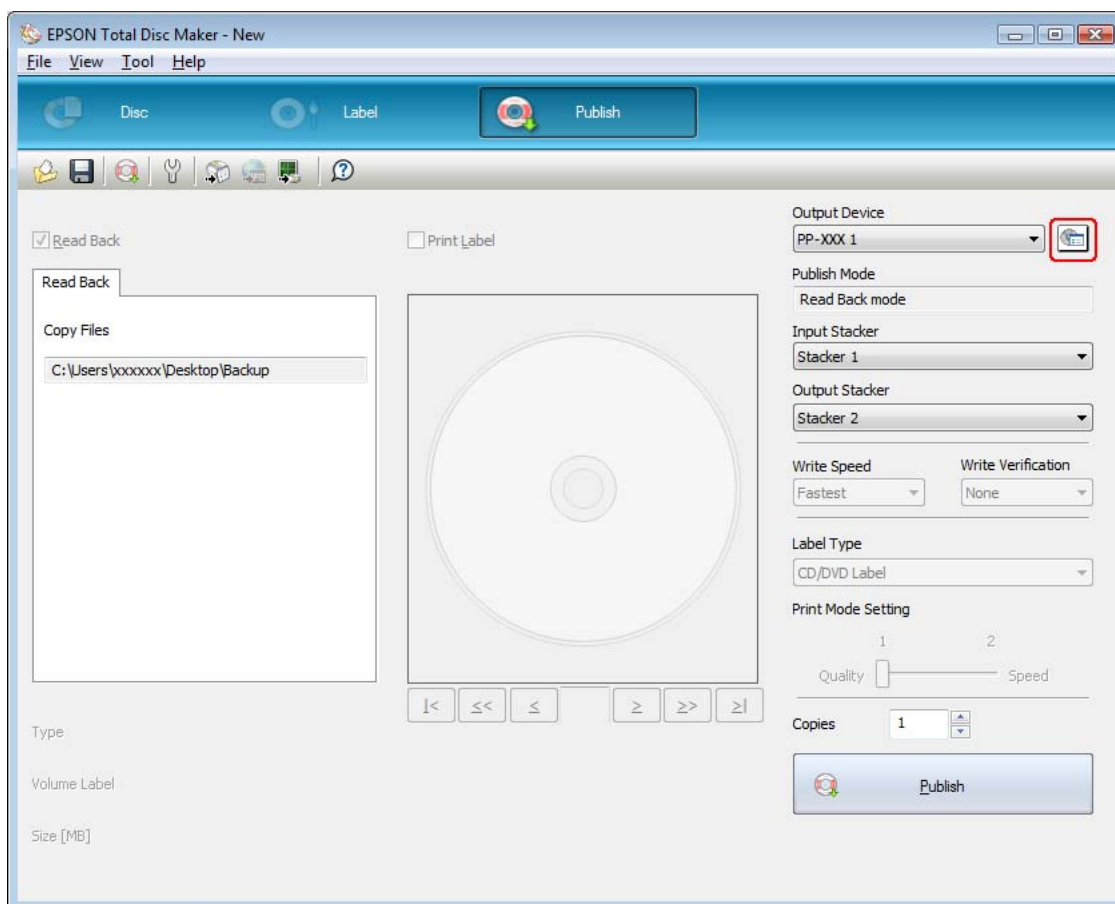 EPSON Total Disc Maker - New
File View Tool Help
Disc Label Publish
Read Back
Read Back
Copy Files
C:\Users\xxxxxx\Desktop\Backup
Type
Volume Label
Size [MB]
Print Label
|< << < > >> >|
Output Device
PP-XXX 1
Publish Mode
Read Back mode
Input Stacker
Stacker 1
Output Stacker
Stacker 2
Write Speed Write Verification
Fastest None
Label Type
CD/DVD Label
Print Mode Setting
1 2
Quality Speed
Copies 1
Publish